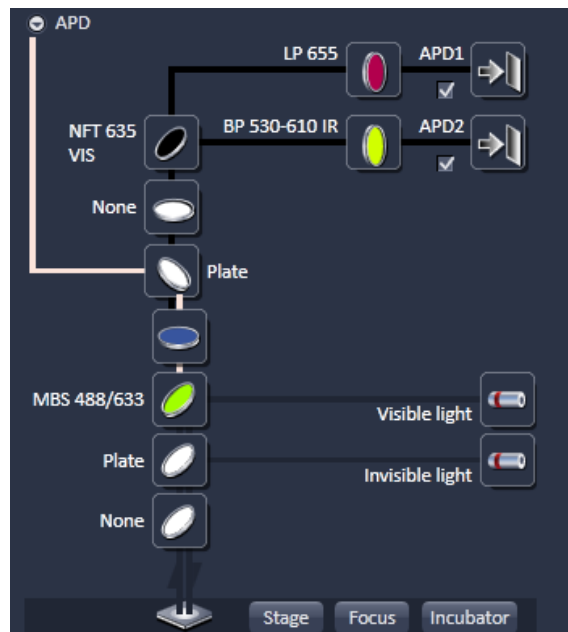 APD
LP 655
APD1
NFT 635
VIS
BP 530-610 IR
APD2
None
Plate
MBS 488/633
Visible light
Plate
Invisible light
None
Stage
Focus
Incubator